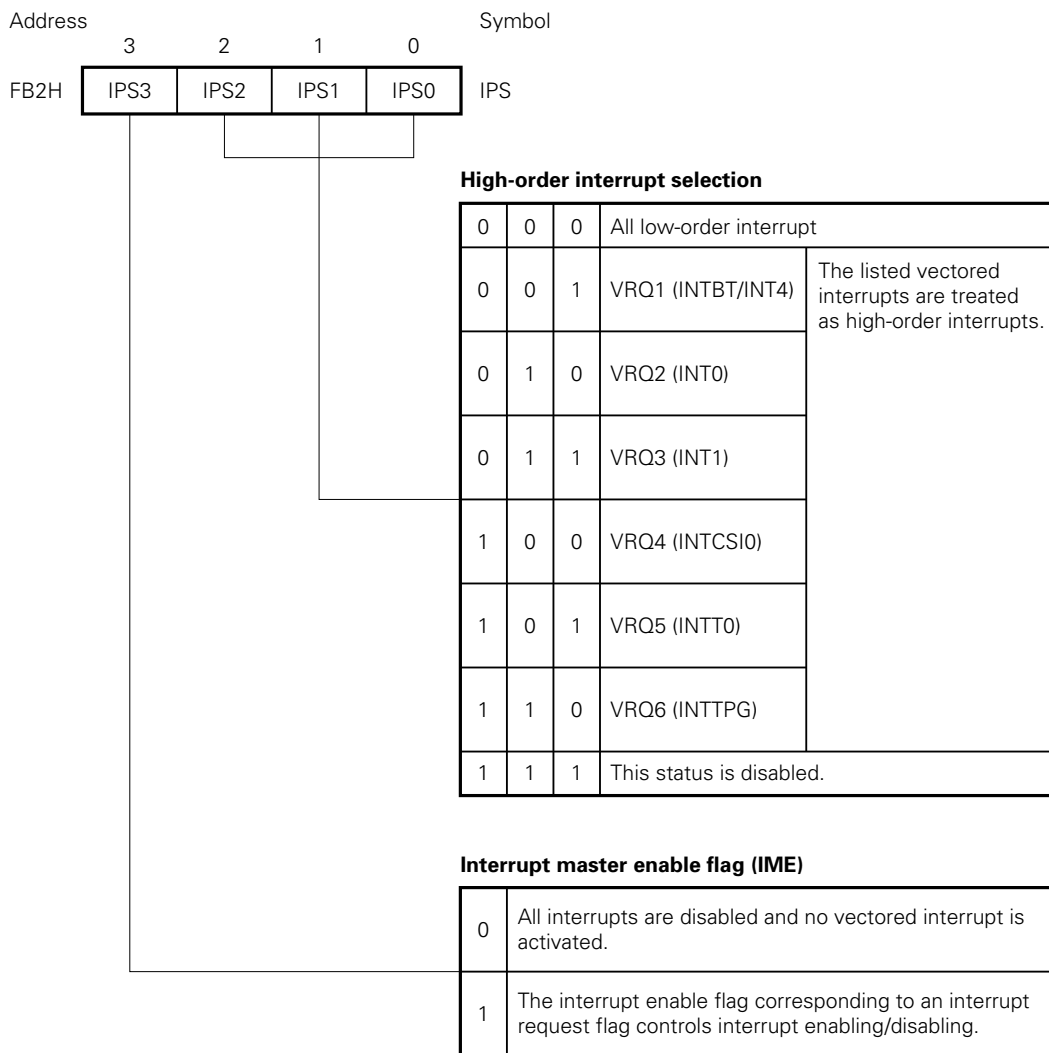 Address Symbol
3 2 1 0
FB2H IPS3 IPS2 IPS1 IPS0 IPS
High-order interrupt selection
0 0 0 All low-order interrupt
0 0 1 VRQ1 (INTBT/INT4) The listed vectored
interrupts are treated
as high-order interrupts.
0 1 0 VRQ2 (INT0)
0 1 1 VRQ3 (INT1)
1 0 0 VRQ4 (INTCSI0)
1 0 1 VRQ5 (INTT0)
1 1 0 VRQ6 (INTTPG)
1 1 1 This status is disabled.
Interrupt master enable flag (IME)
0 All interrupts are disabled and no vectored interrupt is
activated.
1 The interrupt enable flag corresponding to an interrupt
request flag controls interrupt enabling/disabling.